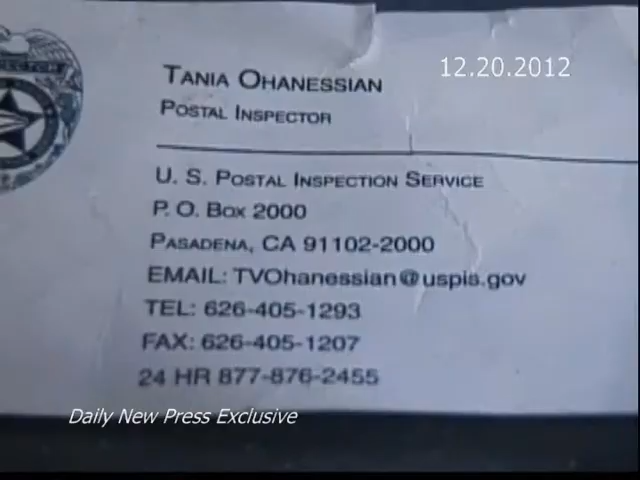 TANIA OHANESSIAN
12.20.2012
POSTAL INSPECTOR
U. S. POSTAL INSPECTION SERVICE
P. O. BOX 2000
PASADENA, CA 91102-2000
EMAIL: TVOhanessian@uspis.gov
TEL: 626-405-1293
FAX: 626-405-1207
24 HR 877-876-2455
Daily New Press Exclusive